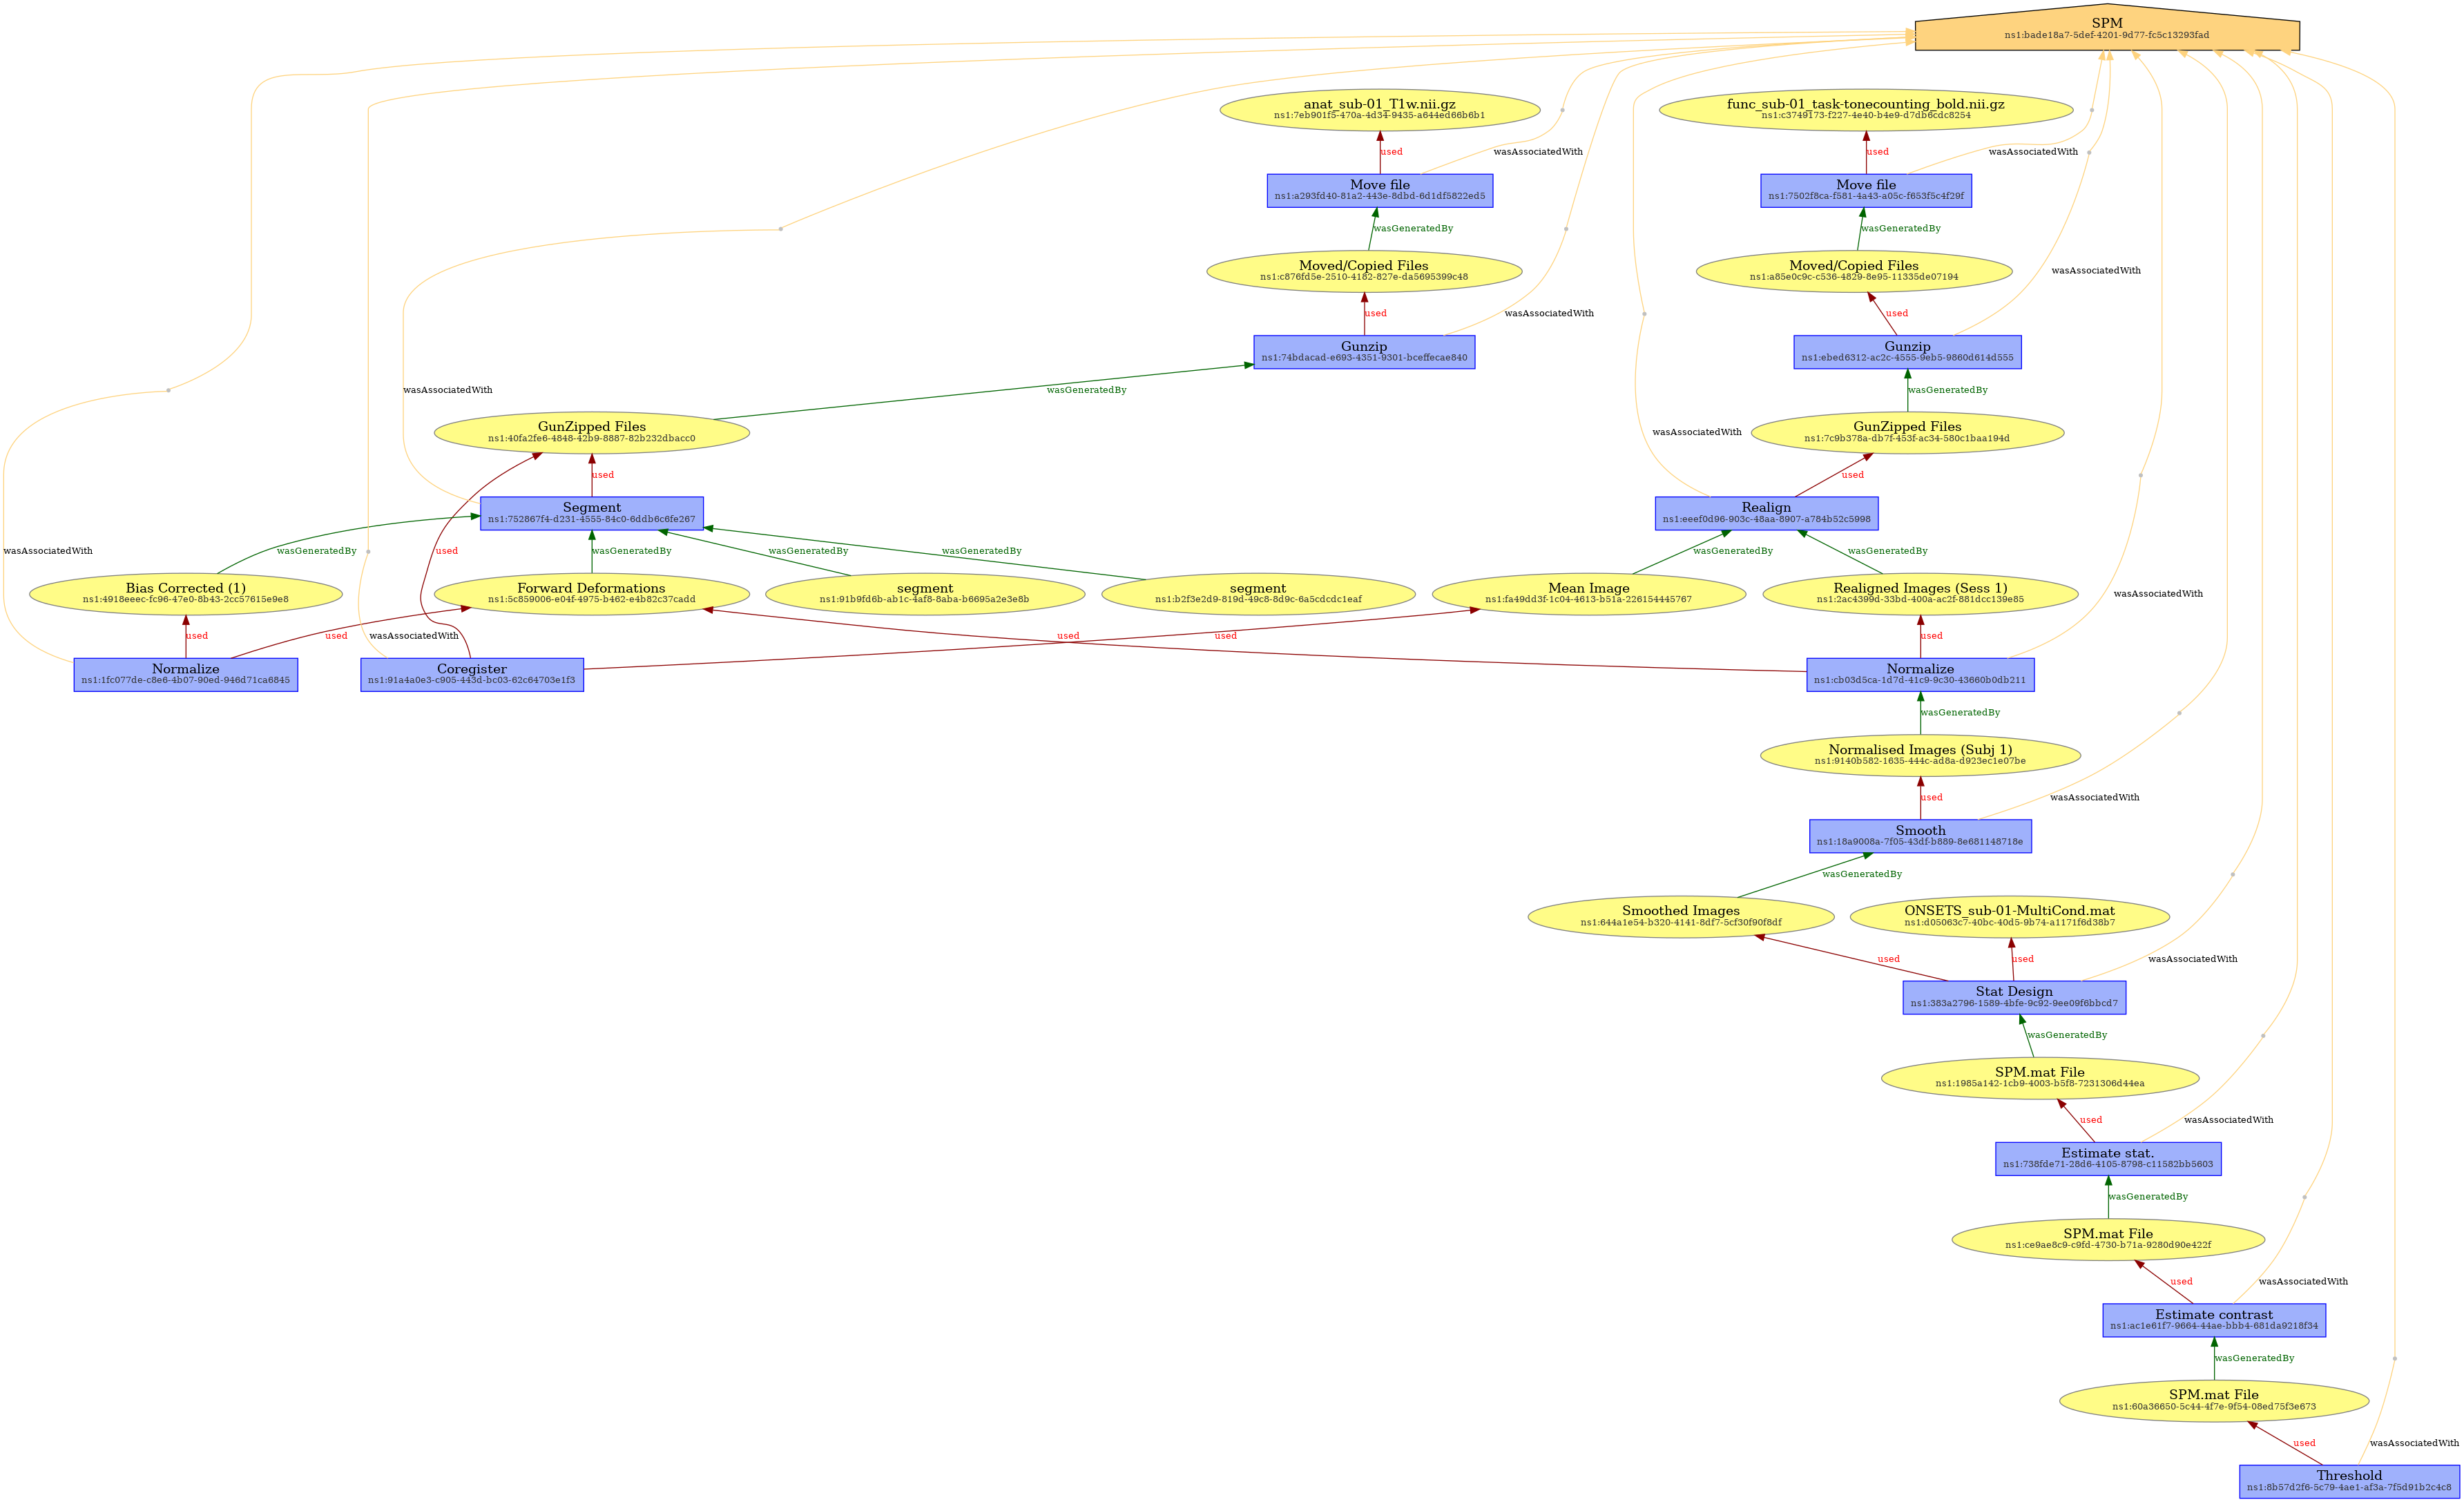 SPM
ns1:bade18a7-5def-4201-9d77-fc5c13293fad
anat_sub-01_T1w.nii.gz
ns1:7eb901f5-470a-4d34-9435-a644ed66b6b1
func_sub-01_task-tonecounting_bold.nii.gz
ns1:c3749173-f227-4e40-b4e9-d7db6cdc8254
used
wasAssociatedWith
used
wasAssociatedWith
Move file
ns1:a293fd40-81a2-443e-8dbd-6d1df5822ed5
Move file
ns1:7502f8ca-f581-4a43-a05c-f653f5c4f29f
wasGeneratedBy
wasGeneratedBy
Moved/Copied Files
ns1:c876fd5e-2510-4182-827e-da5695399c48
Moved/Copied Files
ns1:a85e0c9c-c536-4829-8e95-11335de07194
wasAssociatedWith
used
wasAssociatedWith
used
Gunzip
ns1:74bdacad-e693-4351-9301-bceffecae840
Gunzip
ns1:ebed6312-ac2c-4555-9eb5-9860d614d555
wasAssociatedWith
wasGeneratedBy
wasGeneratedBy
GunZipped Files
ns1:40fa2fe6-4848-42b9-8887-82b232dbacc0
wasAssociatedWith
GunZipped Files
ns1:7c9b378a-db7f-453f-ac34-580c1baa194d
used
used
Segment
ns1:752867f4-d231-4555-84c0-6ddb6c6fe267
Realign
ns1:eeef0d96-903c-48aa-8907-a784b52c5998
wasAssociatedWith
wasGeneratedBy
used
wasGeneratedBy
wasGeneratedBy
wasGeneratedBy
wasGeneratedBy
wasGeneratedBy
Bias Corrected (1)
ns1:4918eeec-fc96-47e0-8b43-2cc57615e9e8
Forward Deformations
ns1:5c859006-e04f-4975-b462-e4b82c37cadd
segment
ns1:91b9fd6b-ab1c-4af8-8aba-b6695a2e3e8b
segment
ns1:b2f3e2d9-819d-49c8-8d9c-6a5cdcdc1eaf
Mean Image
ns1:fa49dd3f-1c04-4613-b51a-226154445767
Realigned Images (Sess 1)
ns1:2ac4399d-33bd-400a-ac2f-881dcc139e85
wasAssociatedWith
used
used
wasAssociatedWith
used
used
used
Normalize
ns1:1fc077de-c8e6-4b07-90ed-946d71ca6845
Coregister
ns1:91a4a0e3-c905-443d-bc03-62c64703e1f3
Normalize
ns1:cb03d5ca-1d7d-41c9-9c30-43660b0db211
wasGeneratedBy
Normalised Images (Subj 1)
ns1:9140b582-1635-444c-ad8a-d923ec1e07be
used
wasAssociatedWith
Smooth
ns1:18a9008a-7f05-43df-b889-8e681148718e
wasGeneratedBy
Smoothed Images
ns1:644a1e54-b320-4141-8df7-5cf30f90f8df
ONSETS_sub-01-MultiCond.mat
ns1:d05063c7-40bc-40d5-9b74-a1171f6d38b7
used
used
wasAssociatedWith
Stat Design
ns1:383a2796-1589-4bfe-9c92-9ee09f6bbcd7
wasGeneratedBy
SPM.mat File
ns1:1985a142-1cb9-4003-b5f8-7231306d44ea
used
wasAssociatedWith
Estimate stat.
ns1:738fde71-28d6-4105-8798-c11582bb5603
wasGeneratedBy
SPM.mat File
ns1:ce9ae8c9-c9fd-4730-b71a-9280d90e422f
used
wasAssociatedWith
Estimate contrast
ns1:ac1e61f7-9664-44ae-bbb4-681da9218f34
wasGeneratedBy
SPM.mat File
ns1:60a36650-5c44-4f7e-9f54-08ed75f3e673
used
wasAssociatedWith
Threshold
ns1:8b57d2f6-5c79-4ae1-af3a-7f5d91b2c4c8